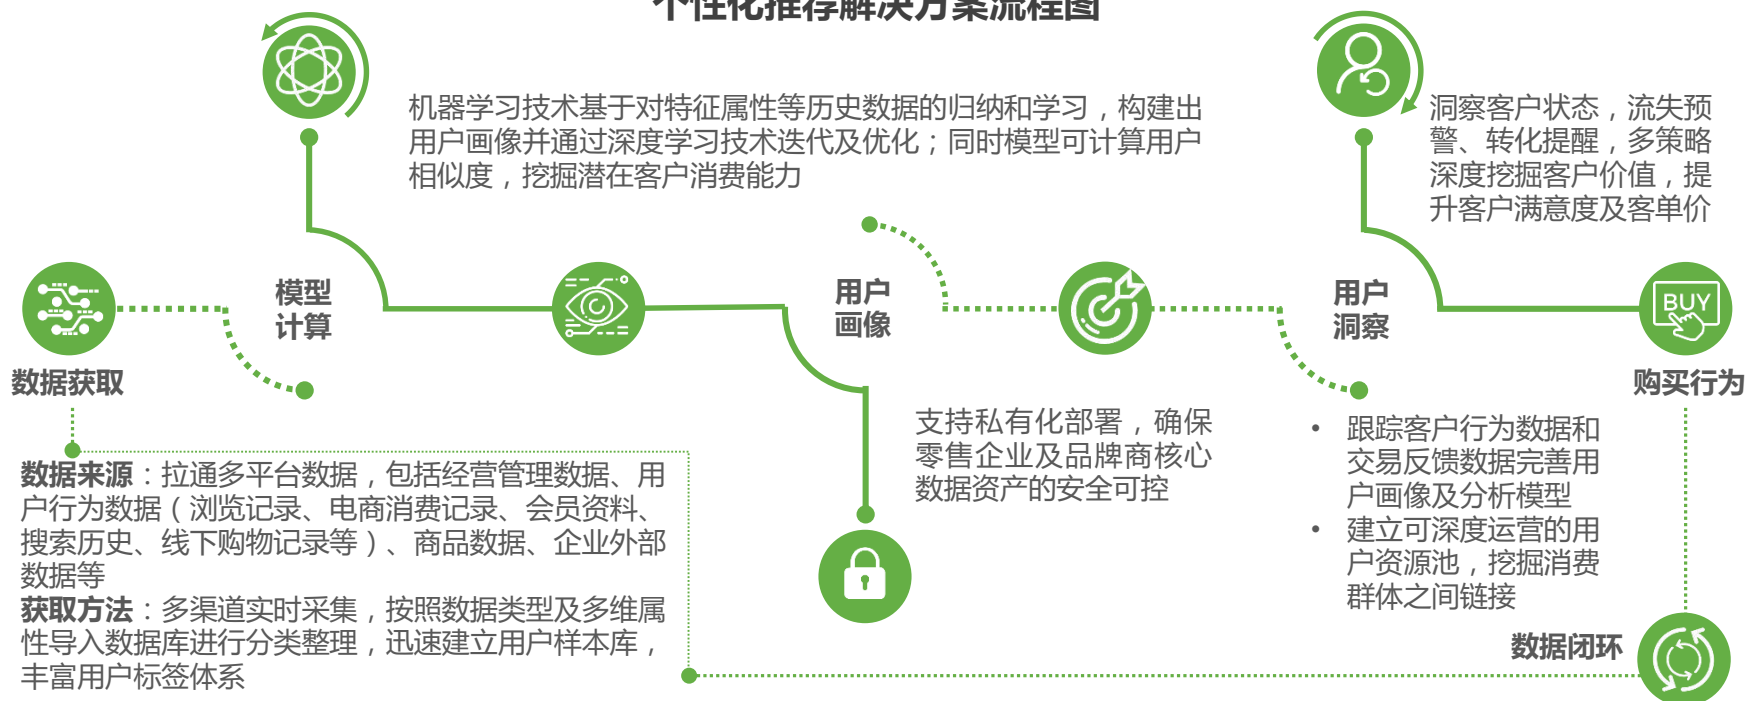 个性化推荐解决方案流程图
机器学习技术基于对特征属性等历史数据的归纳和学习，构建出
用户画像并通过深度学习技术迭代及优化；同时模型可计算用户
相似度，挖掘潜在客户消费能力
洞察客户状态，流失预
警、转化提醒，多策略
深度挖掘客户价值，提
升客户满意度及客单价
模型
计算
用户
画像
用户
洞察
BUY
数据获取
购买行为
数据来源：拉通多平台数据，包括经营管理数据、用
户行为数据（浏览记录、电商消费记录、会员资料、
搜索历史、线下购物记录等）、商品数据、企业外部
数据等
获取方法：多渠道实时采集，按照数据类型及多维属
性导入数据库进行分类整理，迅速建立用户样本库，
丰富用户标签体系
支持私有化部署，确保
零售企业及品牌商核心
数据资产的安全可控
• 跟踪客户行为数据和
交易反馈数据完善用
户画像及分析模型
• 建立可深度运营的用
户资源池，挖掘消费
群体之间链接
数据闭环